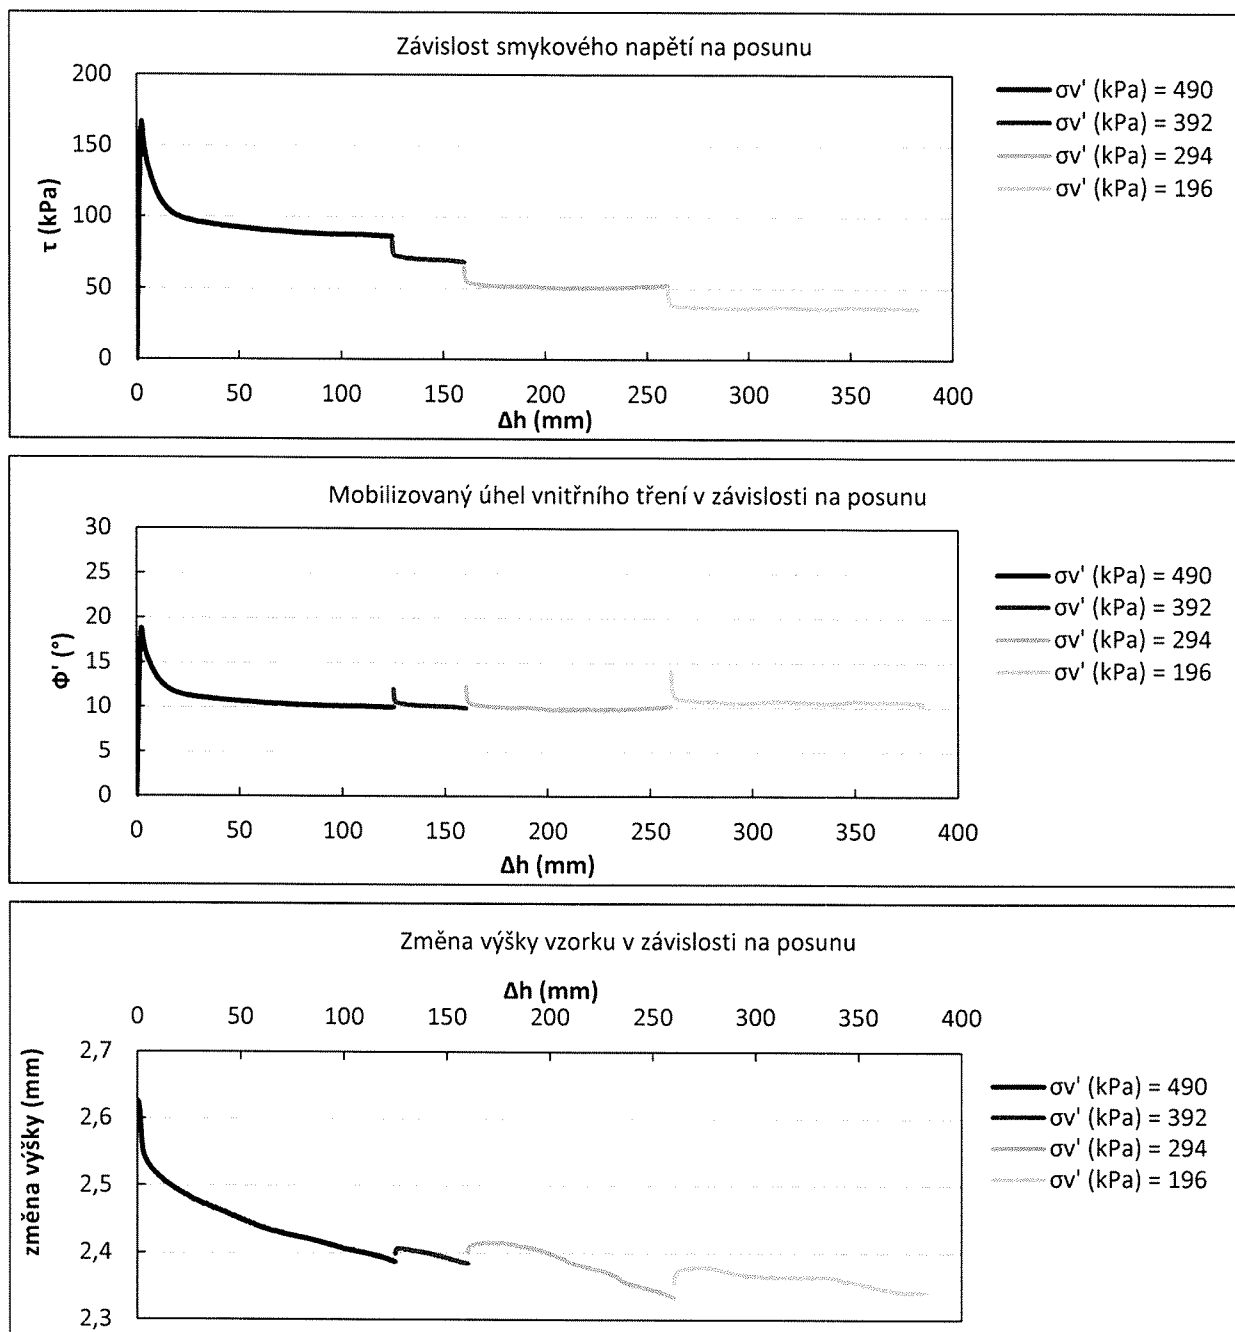 Závislost smykového napětí na posunu
200
150
100
50
0
τ (kPa)
0 50 100 150 200 250 300 350 400
Δh (mm)
σv' (kPa) = 490
σv' (kPa) = 392
σv' (kPa) = 294
σv' (kPa) = 196
Mobilizovaný úhel vnitřního tření v závislosti na posunu
30
25
20
15
10
5
0
Φ' (°)
0 50 100 150 200 250 300 350 400
Δh (mm)
σv' (kPa) = 490
σv' (kPa) = 392
σv' (kPa) = 294
σv' (kPa) = 196
Změna výšky vzorku v závislosti na posunu
Δh (mm)
0 50 100 150 200 250 300 350 400
2,7
2,6
2,5
2,4
2,3
změna výšky (mm)
σv' (kPa) = 490
σv' (kPa) = 392
σv' (kPa) = 294
σv' (kPa) = 196